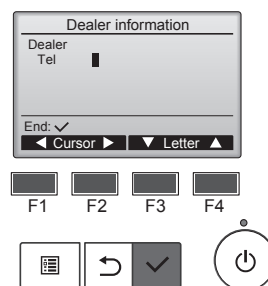 Dealer information
Dealer
Tel
End: ✓
◀ Cursor ▶ ▼ Letter ▲
F1 F2 F3 F4